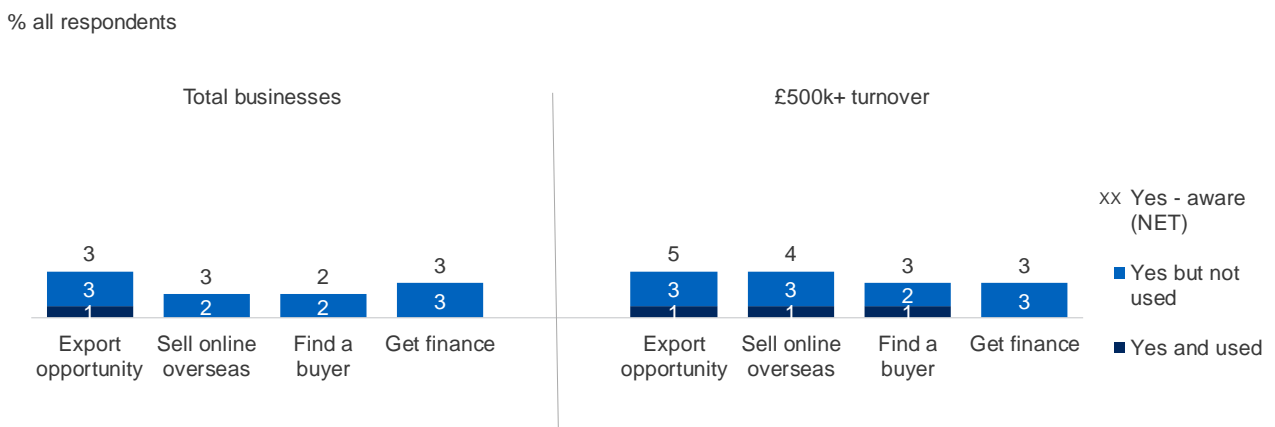 % all respondents
Total businesses
3
3
1
3
2
2
2
3
3
Export
opportunity
Sell online
overseas
Find a
buyer
Get finance
£500k+ turnover
5
3
1
4
3
1
3
2
1
3
3
Export
opportunity
Sell online
overseas
Find a
buyer
Get finance
XX Yes - aware
(NET)
Yes but not
used
Yes and used